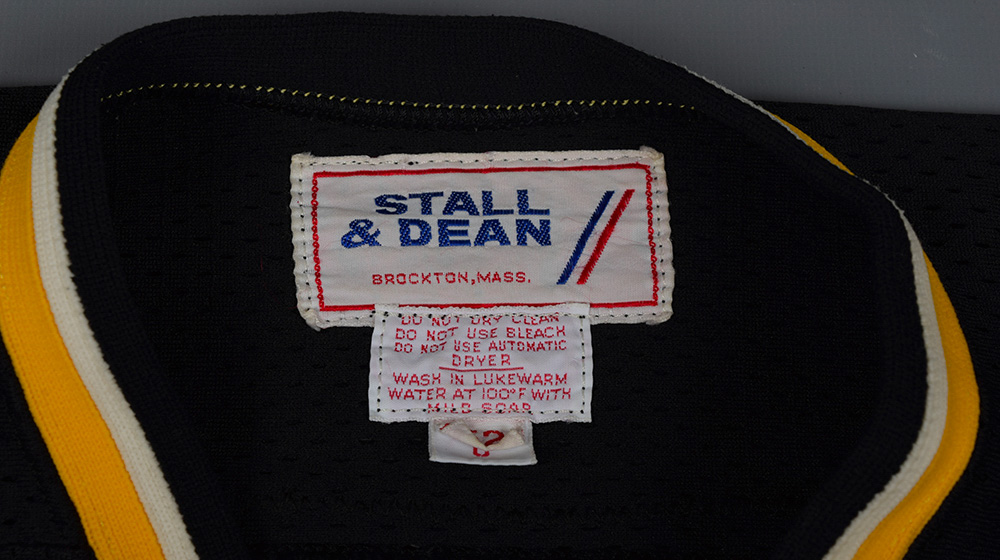 STALL
& DEAN
BROCKTON, MASS.
DO NOT DRY CLEAN
DO NOT USE BLEACH
DO NOT USE AUTOMATIC
DRYER
WASH IN LUKEWARM
WATER AT 100°F WITH
MILD SOAP